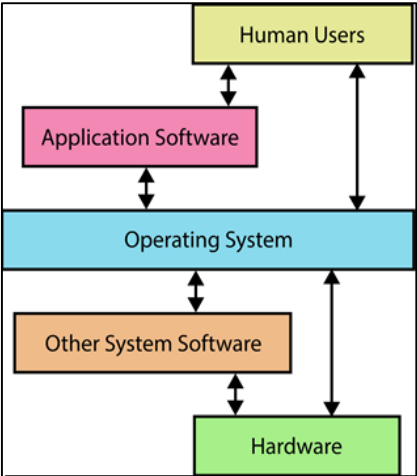 Human Users
Application Software
Operating System
Other System Software
Hardware